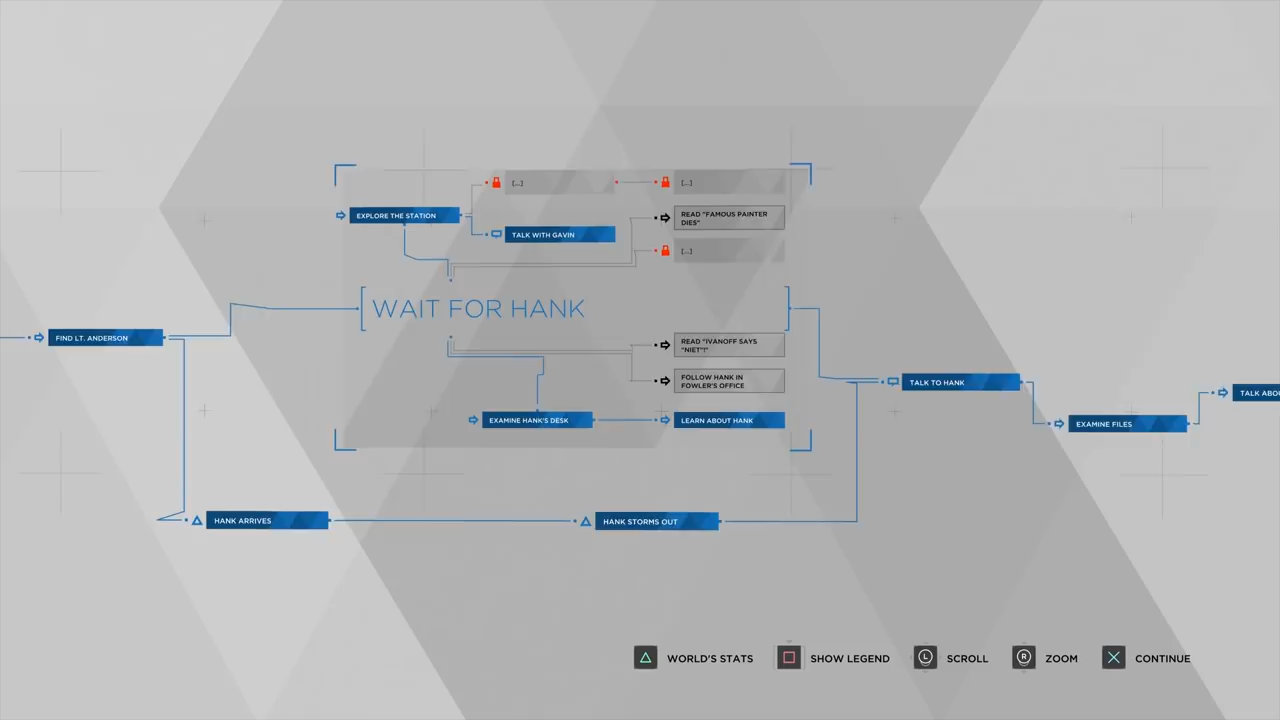 [...]
[...]
EXPLORE THE STATION
READ "FAMOUS PAINTER
DIES"
TALK WITH GAVIN
[...]
WAIT FOR HANK
FIND LT. ANDERSON
READ "IVANOFF SAYS
"NIET"!"
FOLLOW HANK IN
FOWLER'S OFFICE
TALK TO HANK
TALK ABOU
EXAMINE HANK'S DESK
LEARN ABOUT HANK
EXAMINE FILES
HANK ARRIVES
HANK STORMS OUT
WORLD'S STATS
SHOW LEGEND
L
SCROLL
R
ZOOM
CONTINUE